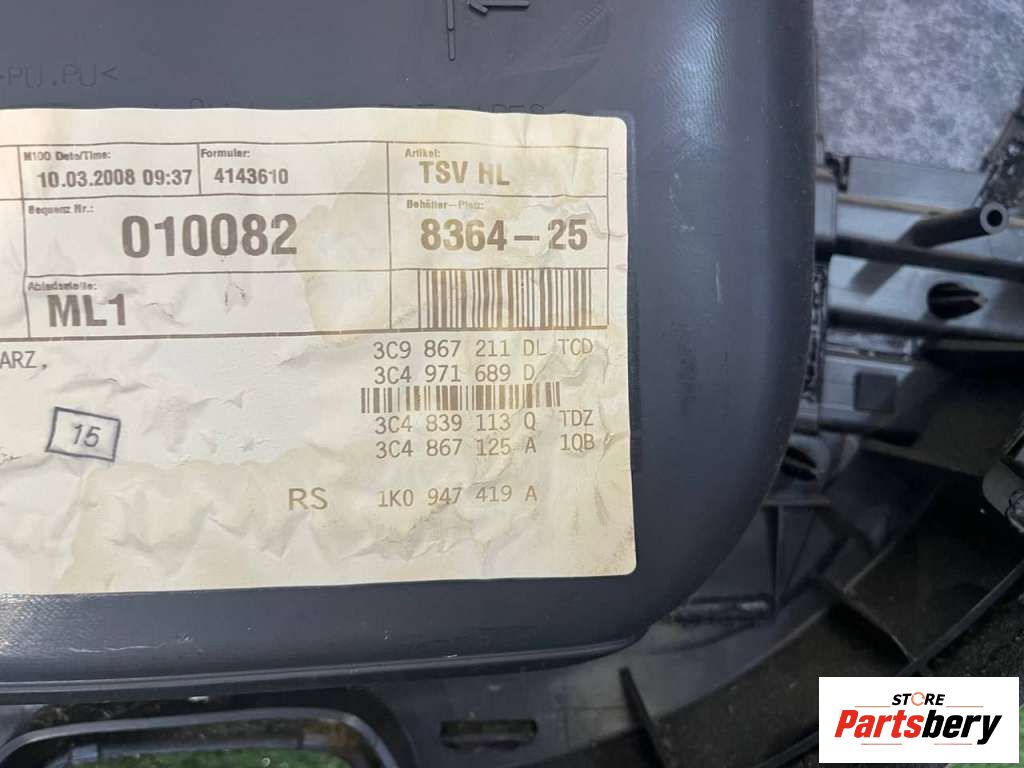 >PU.PU<
M100 Date/Time: Formular: Artikel:
10.03.2008 09:37 4143610 TSV HL
Sequenz Nr.: Behälter-Platz:
010082 8364-25
Abladestelle:
ML1
ARZ,
3C9 867 211 DL TCD
3C4 971 689 D
3C4 839 113 Q TDZ
3C4 867 125 A 1QB
15
RS 1K0 947 419 A
STORE
Partsbery